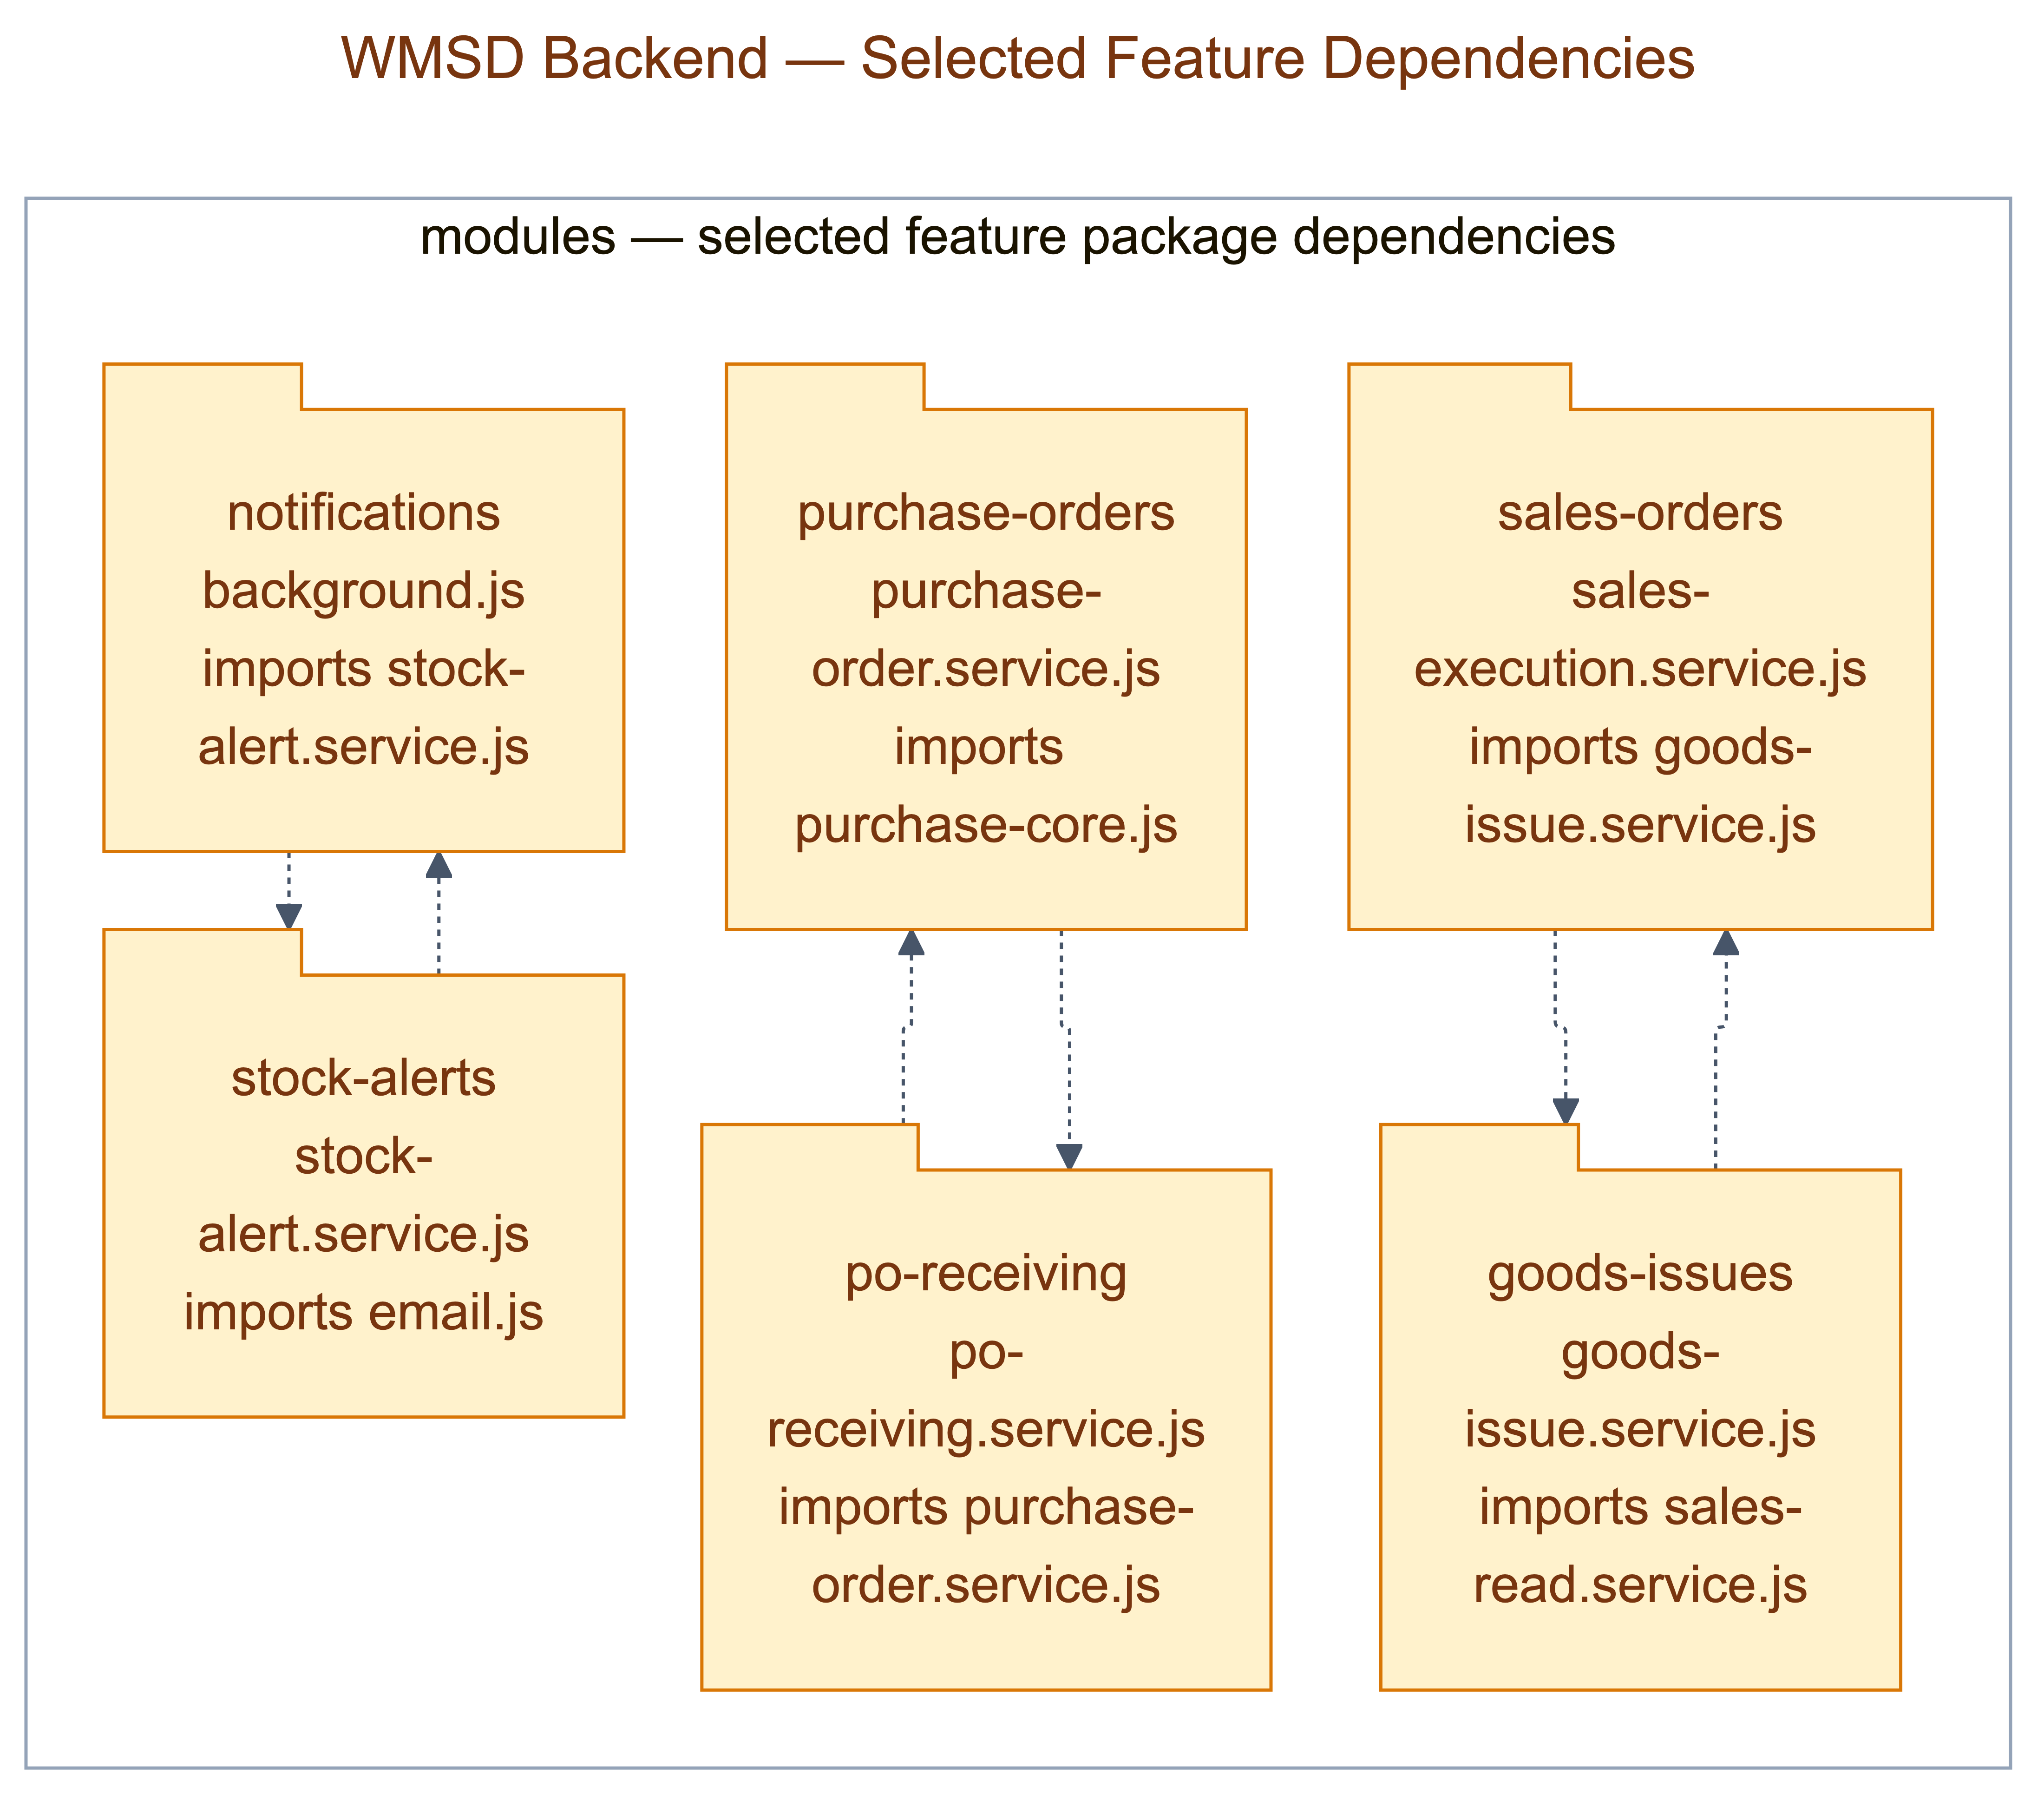 WMSD Backend — Selected Feature Dependencies
modules — selected feature package dependencies
notifications
background.js
imports stock-
alert.service.js
purchase-orders
purchase-
order.service.js
imports
purchase-core.js
sales-orders
sales-
execution.service.js
imports goods-
issue.service.js
stock-alerts
stock-
alert.service.js
imports email.js
po-receiving
po-
receiving.service.js
imports purchase-
order.service.js
goods-issues
goods-
issue.service.js
imports sales-
read.service.js